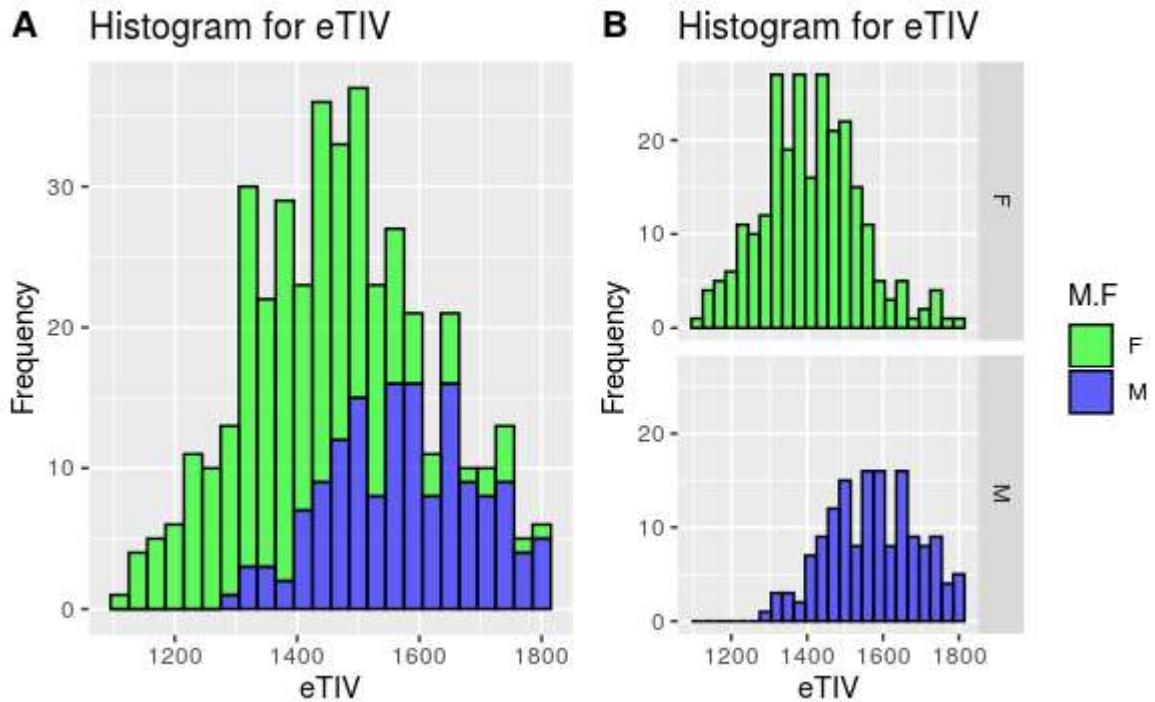 A Histogram for eTIV
Frequency
30
20
10
0
1200 1400 1600 1800
eTIV
B Histogram for eTIV
Frequency
20
10
0
F
20
10
0
M
1200 1400 1600 1800
eTIV
M.F
F
M